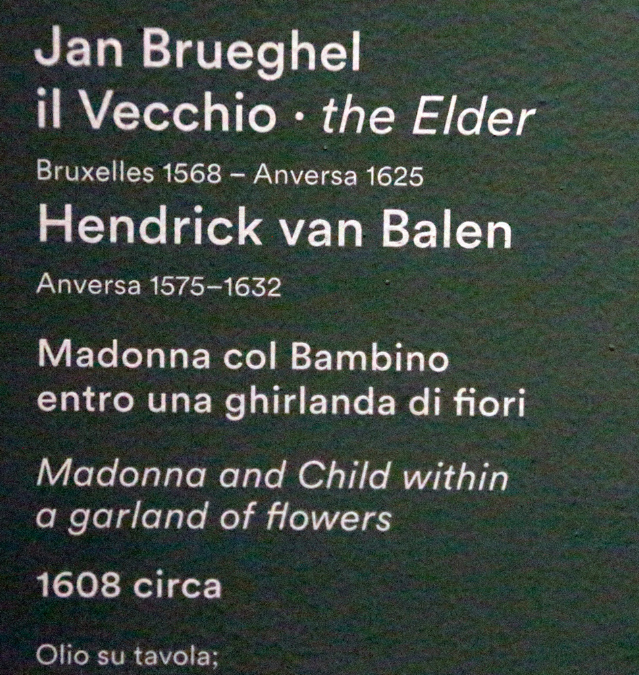 Jan Brueghel
il Vecchio · the Elder
Bruxelles 1568 – Anversa 1625
Hendrick van Balen
Anversa 1575–1632
Madonna col Bambino
entro una ghirlanda di fiori
Madonna and Child within
a garland of flowers
1608 circa
Olio su tavola;